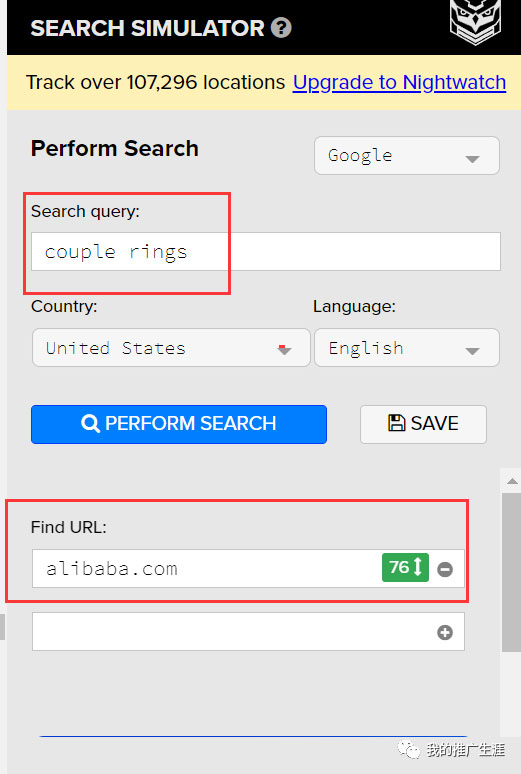 SEARCH SIMULATOR ?
Track over 107,296 locations Upgrade to Nightwatch
Perform Search
Google
Search query:
couple rings
Country:
Language:
United States
English
PERFORM SEARCH
SAVE
Find URL:
alibaba.com
76
我的推广生涯